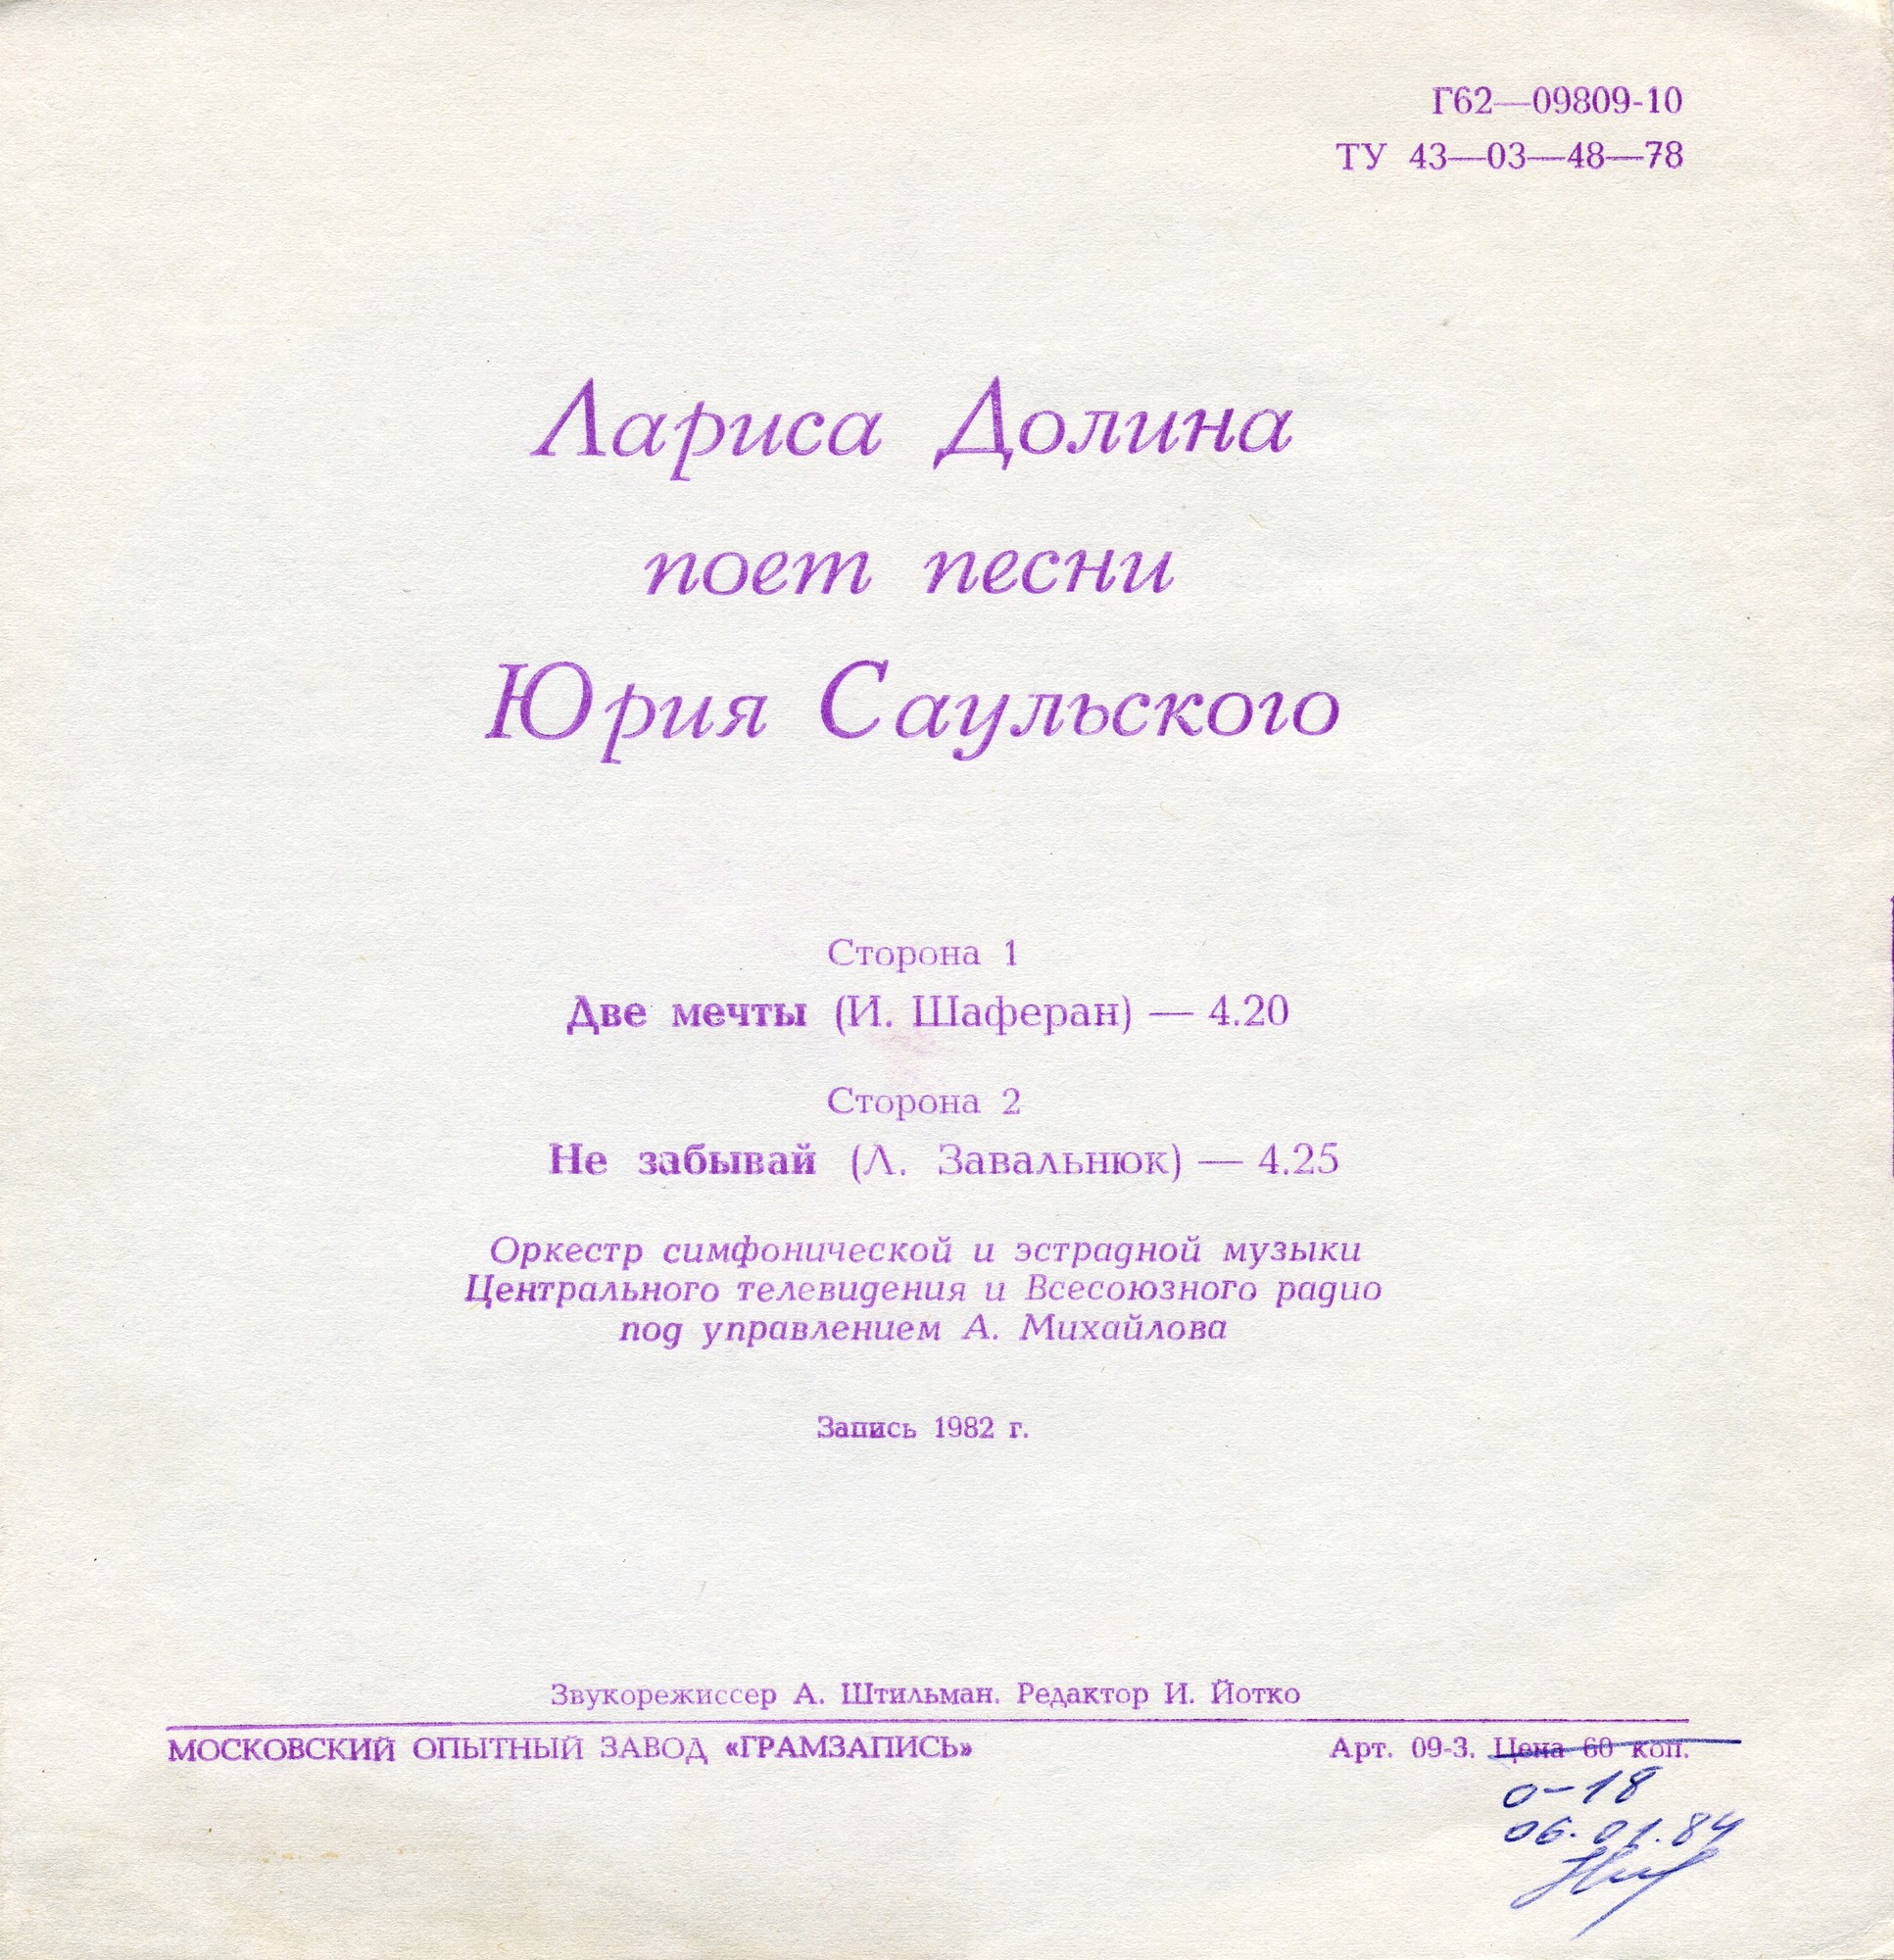 Г62—09809-10
ТУ 43—03—48—78
Лариса Долина
поет песни
Юрия Саульского
Сторона 1
Две мечты (И. Шаферан) — 4.20
Сторона 2
Не забывай (Л. Завальнюк) — 4.25
Оркестр симфонической и эстрадной музыки
Центрального телевидения и Всесоюзного радио
под управлением А. Михайлова
Запись 1982 г.
Звукорежиссер А. Штильман. Редактор И. Йотко
МОСКОВСКИЙ ОПЫТНЫЙ ЗАВОД «ГРАМЗАПИСЬ» Арт. 09-3. Цена 60 коп.
0-18
06.01.84